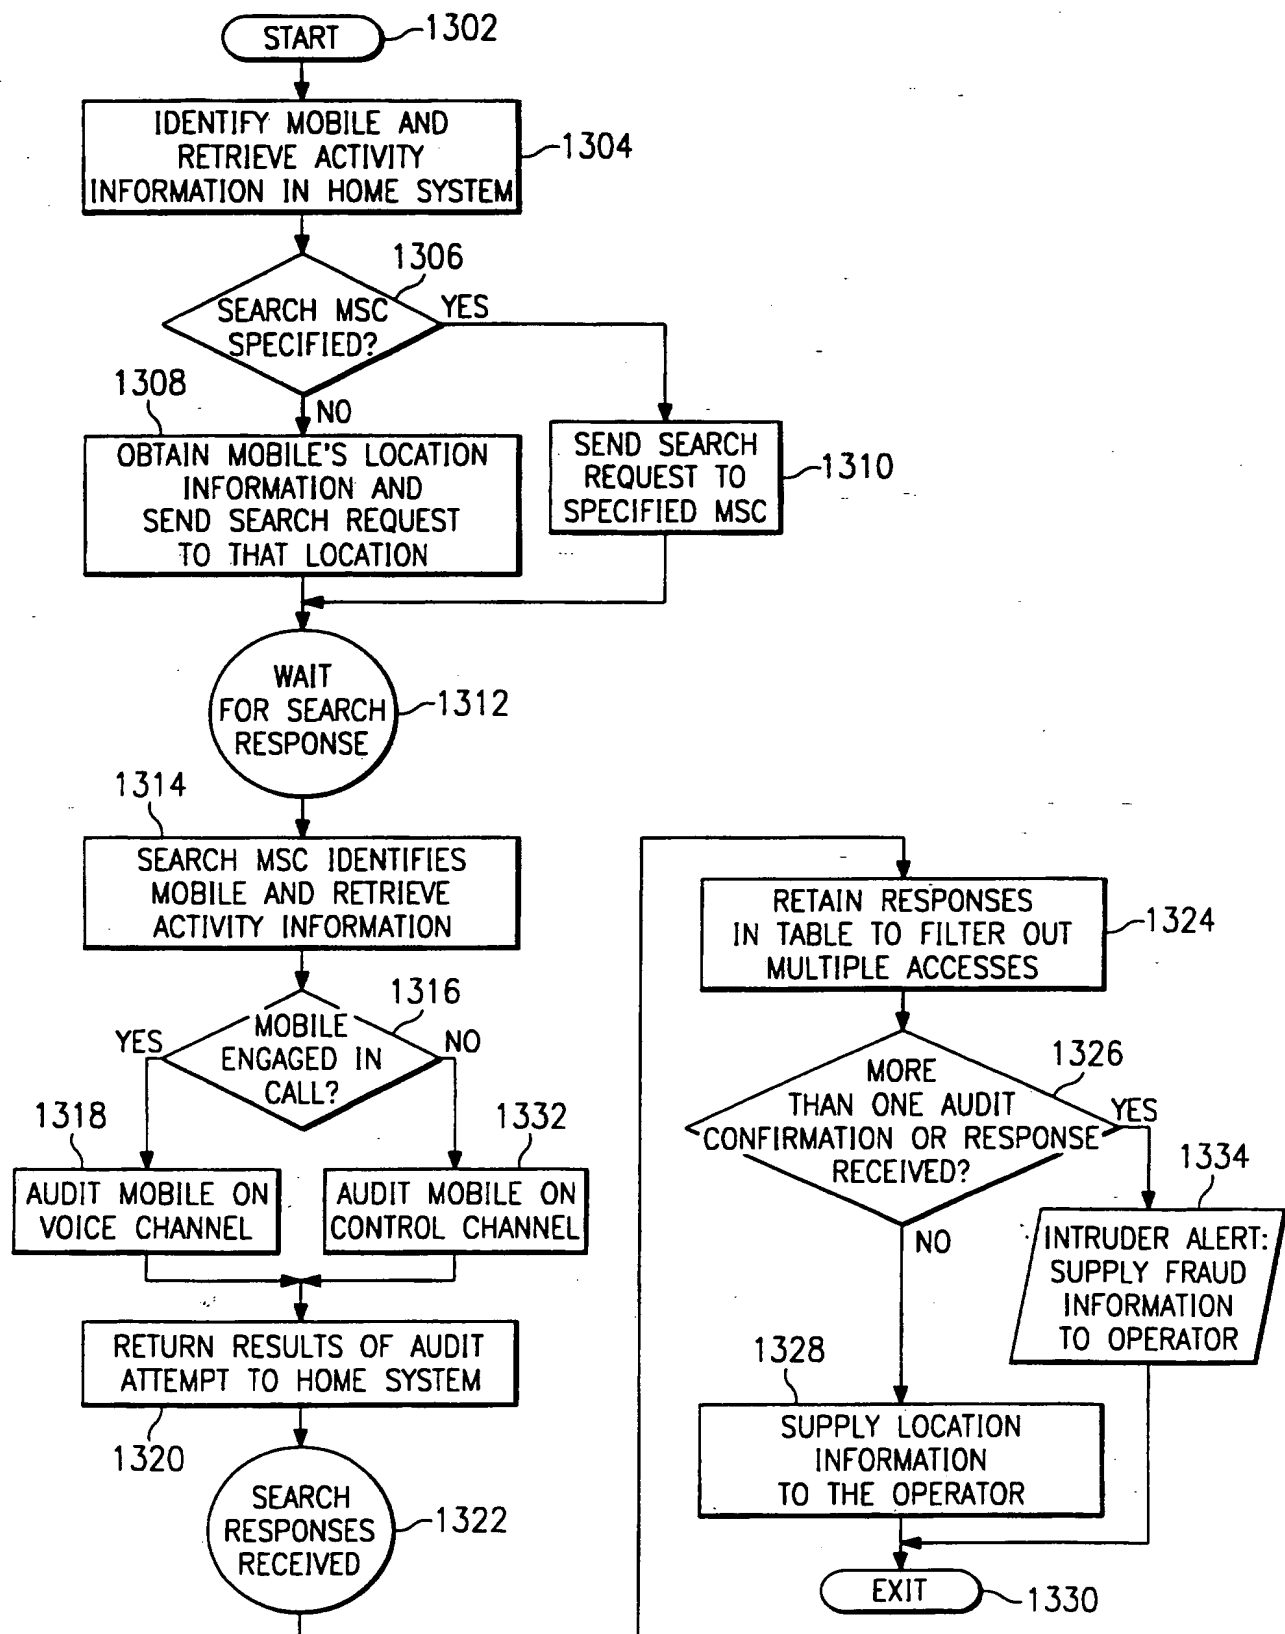 START
1302
IDENTIFY MOBILE AND
RETRIEVE ACTIVITY
INFORMATION IN HOME SYSTEM
1304
1306
SEARCH MSC
SPECIFIED?
YES
NO
1308
OBTAIN MOBILE'S LOCATION
INFORMATION AND
SEND SEARCH REQUEST
TO THAT LOCATION
SEND SEARCH
REQUEST TO
SPECIFIED MSC
1310
WAIT
FOR SEARCH
RESPONSE
1312
1314
SEARCH MSC IDENTIFIES
MOBILE AND RETRIEVE
ACTIVITY INFORMATION
1316
MOBILE
ENGAGED IN
CALL?
YES
NO
1318
AUDIT MOBILE ON
VOICE CHANNEL
1332
AUDIT MOBILE ON
CONTROL CHANNEL
RETURN RESULTS OF AUDIT
ATTEMPT TO HOME SYSTEM
1320
SEARCH
RESPONSES
RECEIVED
1322
RETAIN RESPONSES
IN TABLE TO FILTER OUT
MULTIPLE ACCESSES
1324
1326
MORE
THAN ONE AUDIT
CONFIRMATION OR RESPONSE
RECEIVED?
YES
NO
1334
INTRUDER ALERT:
SUPPLY FRAUD
INFORMATION
TO OPERATOR
1328
SUPPLY LOCATION
INFORMATION
TO THE OPERATOR
EXIT
1330